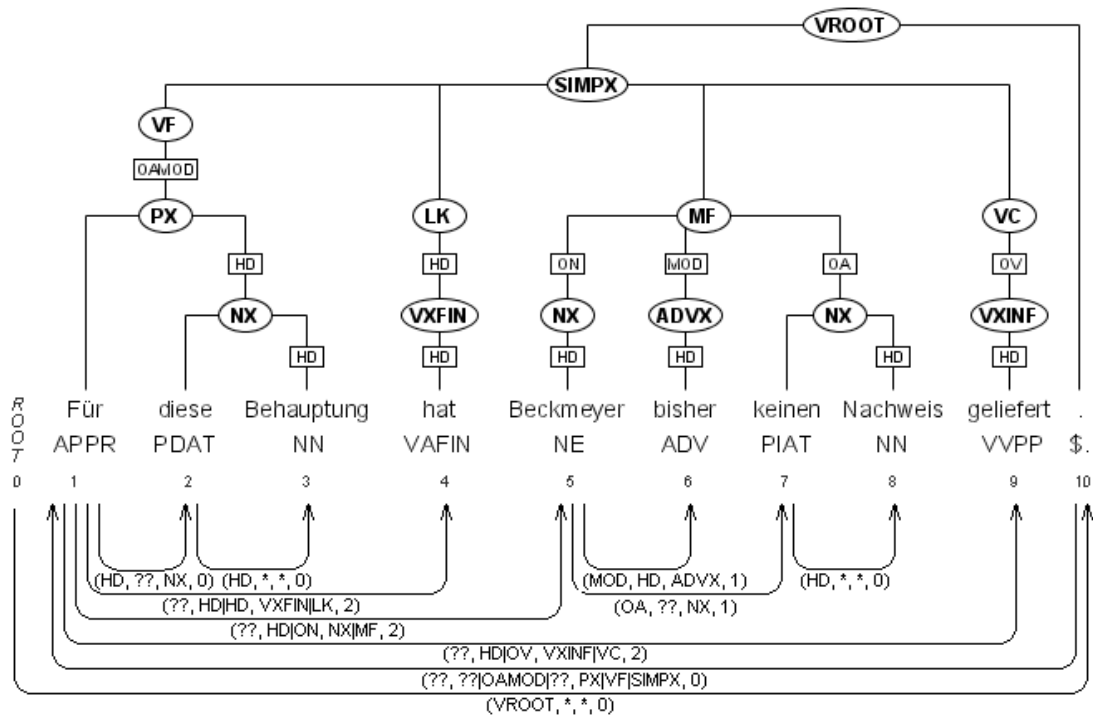 VROOT
SIMPX
VF
OAMOD
PX LK MF VC
HD HD ON MOD OA OV
NX VXFIN NX ADVX NX VXINF
HD HD HD HD HD HD
ROOT Für diese Behauptung hat Beckmeyer bisher keinen Nachweis geliefert .
APPR PDAT NN VAFIN NE ADV PIAT NN VVPP $.
0 1 2 3 4 5 6 7 8 9 10
(HD, ??, NX, 0) (HD, *, *, 0) (MOD, HD, ADVX, 1) (HD, *, *, 0)
(??, HD|HD, VXFIN|LK, 2) (OA, ??, NX, 1)
(??, HD|ON, NX|MF, 2)
(??, HD|OV, VXINF|VC, 2)
(??, ??|OAMOD|??, PX|VF|SIMPX, 0)
(VROOT, *, *, 0)